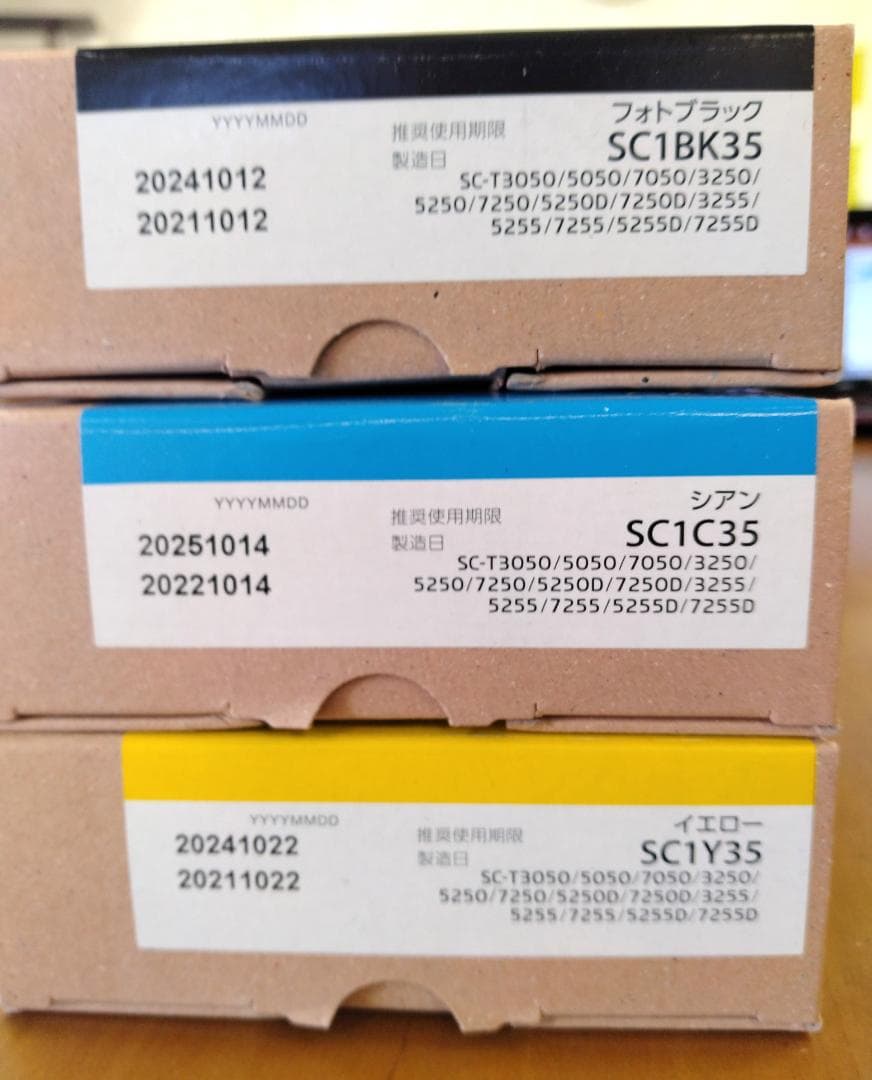 フォトブラック
YYYYMMDD 推奨使用期限 SC1BK35
20241012 製造日 SC-T3050/5050/7050/3250/
20211012 5250/7250/5250D/7250D/3255/
5255/7255/5255D/7255D
シアン
YYYYMMDD 推奨使用期限 SC1C35
20251014 製造日 SC-T3050/5050/7050/3250/
20221014 5250/7250/5250D/7250D/3255/
5255/7255/5255D/7255D
イエロー
YYYYMMDD 推奨使用期限 SC1Y35
20241022 製造日 SC-T3050/5050/7050/3250/
20211022 5250/7250/5250D/7250D/3255/
5255/7255/5255D/7255D